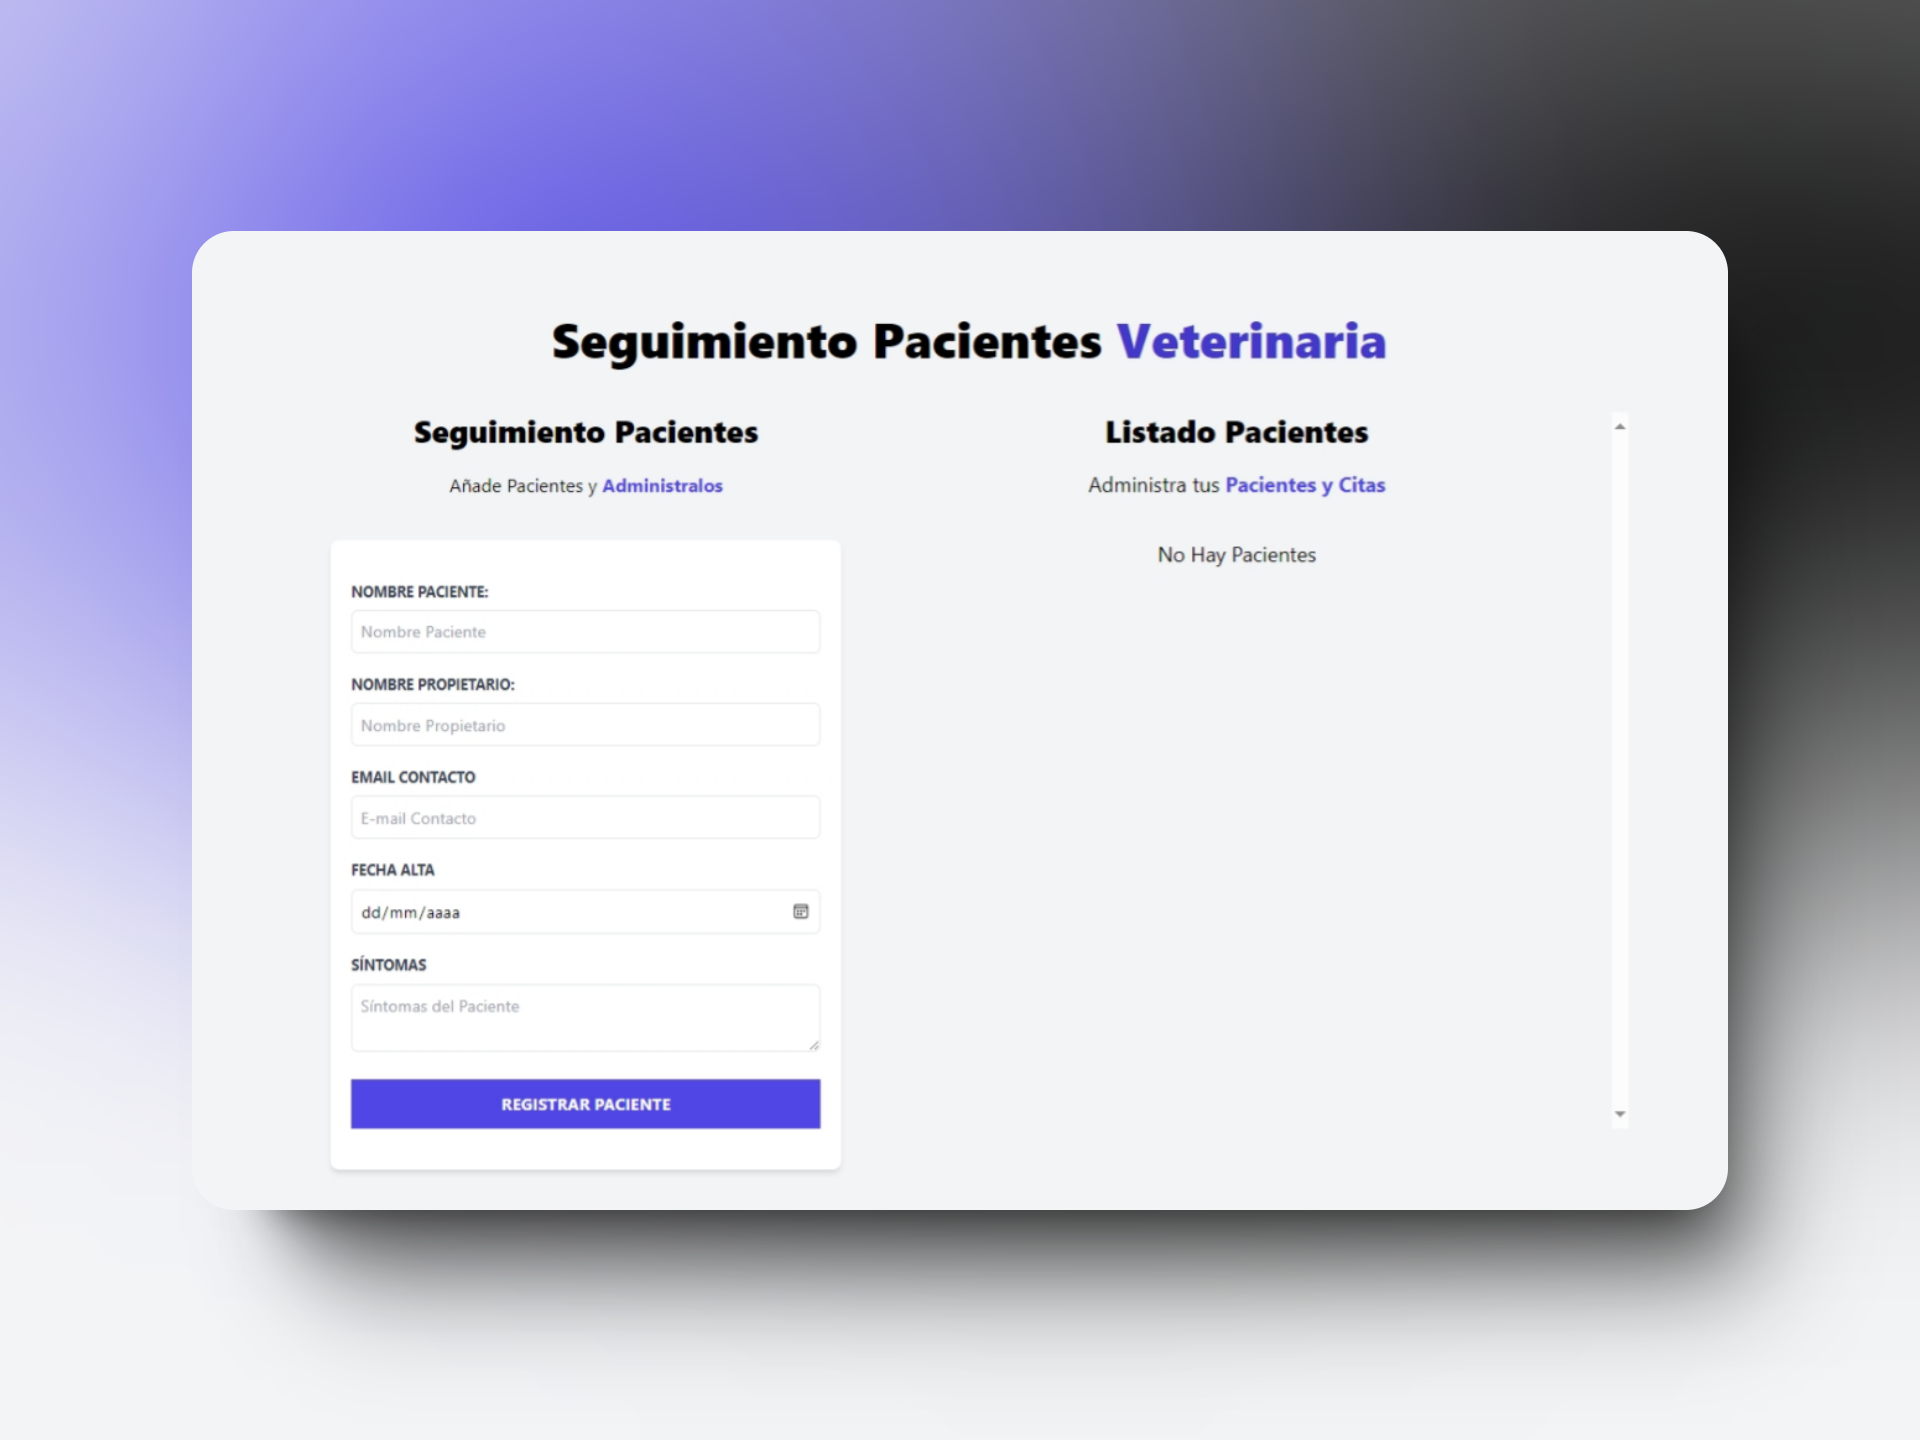 Seguimiento Pacientes Veterinaria
Seguimiento Pacientes
Añade Pacientes y Administralos
NOMBRE PACIENTE:
Nombre Paciente
NOMBRE PROPIETARIO:
Nombre Propietario
EMAIL CONTACTO
E-mail Contacto
FECHA ALTA
dd/mm/aaaa
SÍNTOMAS
Síntomas del Paciente
REGISTRAR PACIENTE
Listado Pacientes
Administra tus Pacientes y Citas
No Hay Pacientes